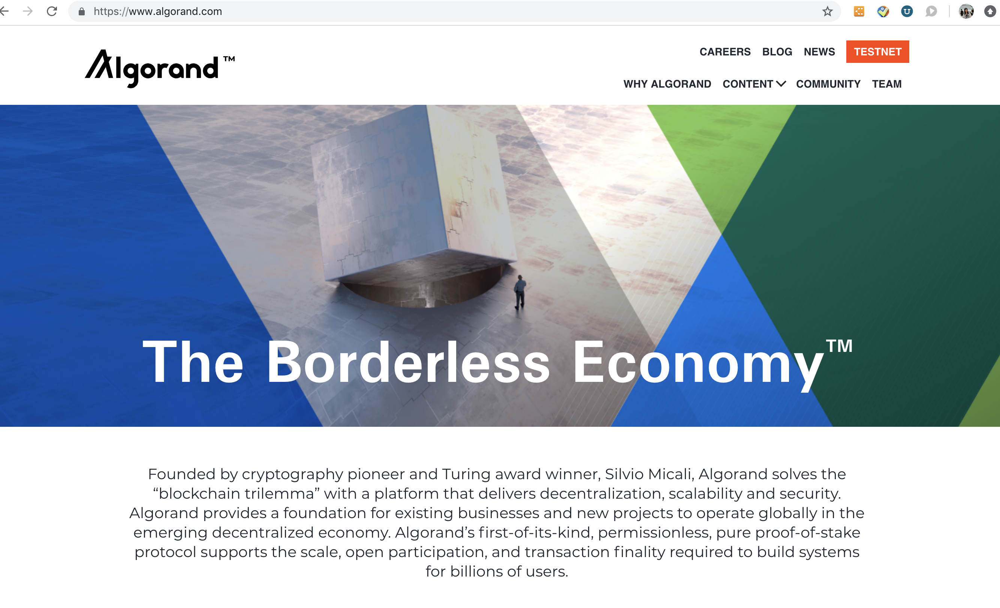 https://www.algorand.com
Algorand™
CAREERS BLOG NEWS TESTNET
WHY ALGORAND CONTENT COMMUNITY TEAM
The Borderless Economy™
Founded by cryptography pioneer and Turing award winner, Silvio Micali, Algorand solves the
“blockchain trilemma” with a platform that delivers decentralization, scalability and security.
Algorand provides a foundation for existing businesses and new projects to operate globally in the
emerging decentralized economy. Algorand’s first-of-its-kind, permissionless, pure proof-of-stake
protocol supports the scale, open participation, and transaction finality required to build systems
for billions of users.